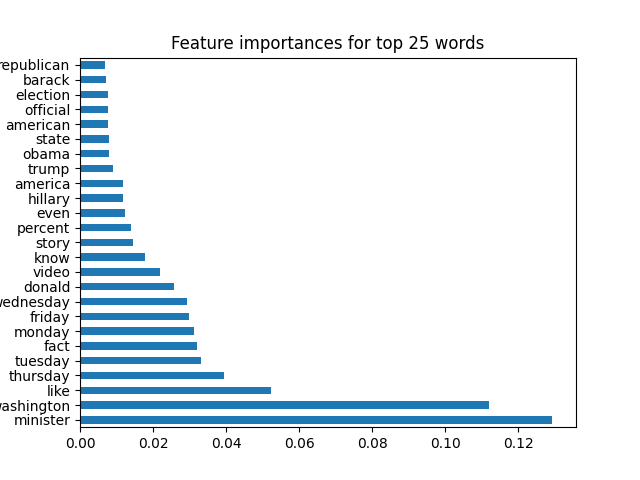 Feature importances for top 25 words
republican
barack
election
official
american
state
obama
trump
america
hillary
even
percent
story
know
video
donald
wednesday
friday
monday
fact
tuesday
thursday
like
washington
minister
0.00 0.02 0.04 0.06 0.08 0.10 0.12